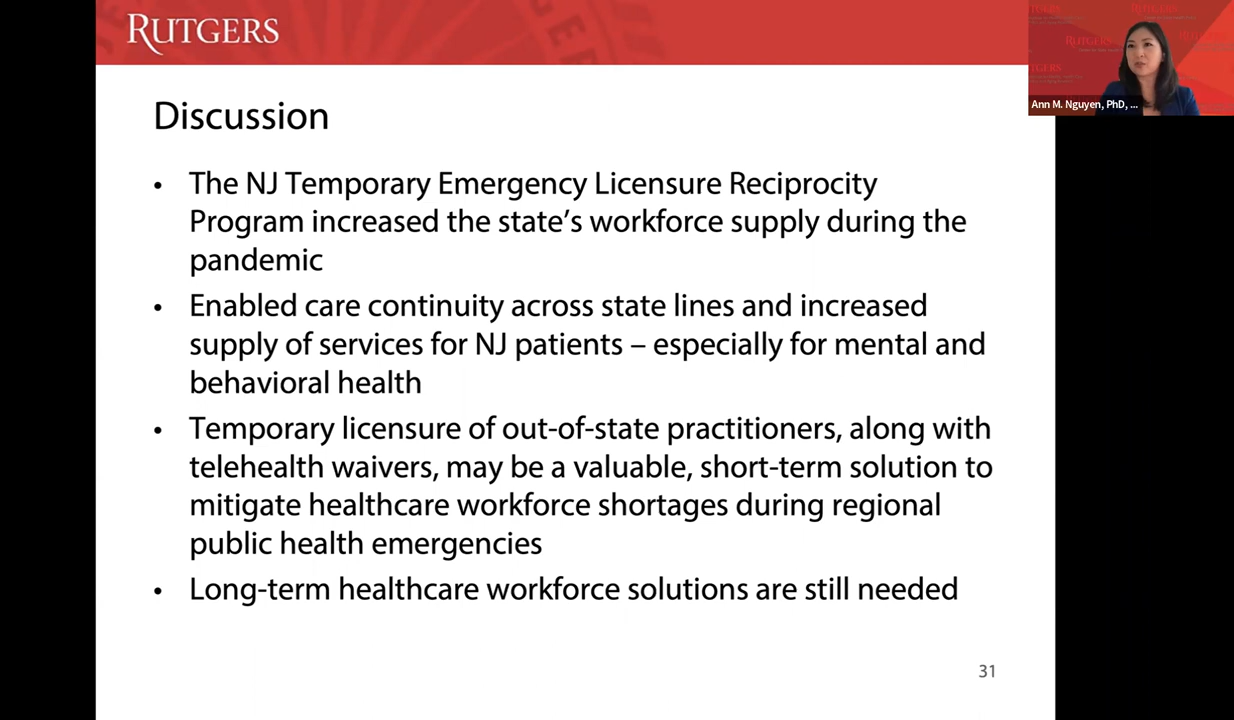 RUTGERS
Discussion
• The NJ Temporary Emergency Licensure Reciprocity
Program increased the state’s workforce supply during the
pandemic
• Enabled care continuity across state lines and increased
supply of services for NJ patients – especially for mental and
behavioral health
• Temporary licensure of out-of-state practitioners, along with
telehealth waivers, may be a valuable, short-term solution to
mitigate healthcare workforce shortages during regional
public health emergencies
• Long-term healthcare workforce solutions are still needed
31
RUTGERS
Ann M. Nguyen, PhD, ...